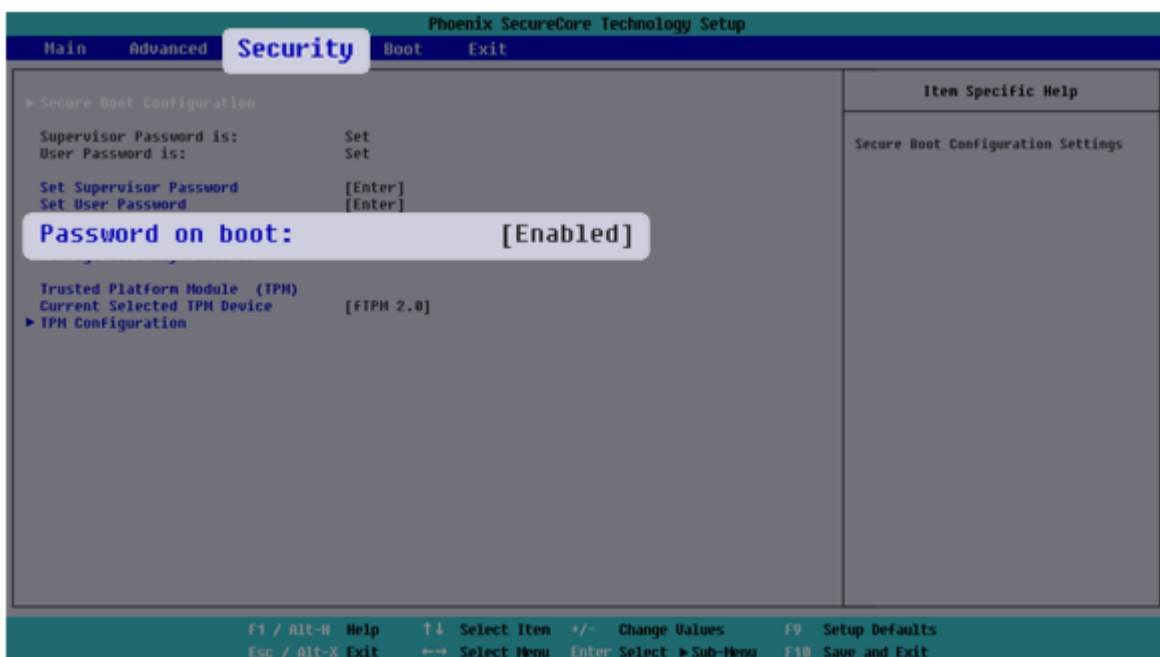 Phoenix SecureCore Technology Setup
Main Advanced Security Boot Exit
▶ Secure Boot Configuration
Supervisor Password is: Set
User Password is: Set
Set Supervisor Password [Enter]
Set User Password [Enter]
Password on boot: [Enabled]
Trusted Platform Module (TPM)
Current Selected TPM Device [fTPM 2.0]
▶ TPM Configuration
Item Specific Help
Secure Boot Configuration Settings
F1 / Alt-H Help ↑↓ Select Item +/- Change Values F9 Setup Defaults
Esc / Alt-X Exit ←→ Select Menu Enter Select ▶ Sub-Menu F10 Save and Exit